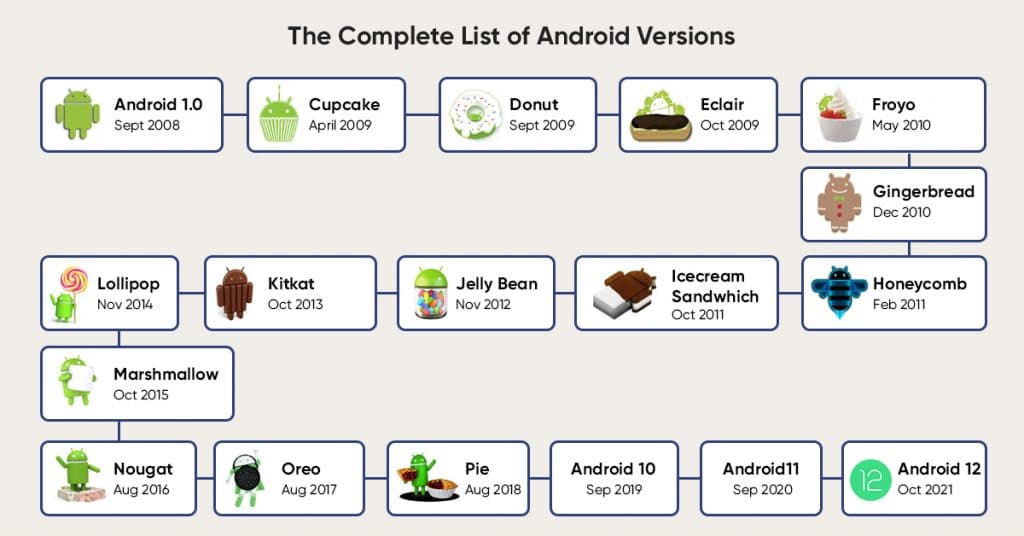 The Complete List of Android Versions
Android 1.0
Sept 2008
Cupcake
April 2009
Donut
Sept 2009
Eclair
Oct 2009
Froyo
May 2010
Gingerbread
Dec 2010
Honeycomb
Feb 2011
Icecream
Sandwhich
Oct 2011
Jelly Bean
Nov 2012
Kitkat
Oct 2013
Lollipop
Nov 2014
Marshmallow
Oct 2015
Nougat
Aug 2016
Oreo
Aug 2017
Pie
Aug 2018
Android 10
Sep 2019
Android11
Sep 2020
12
Android 12
Oct 2021